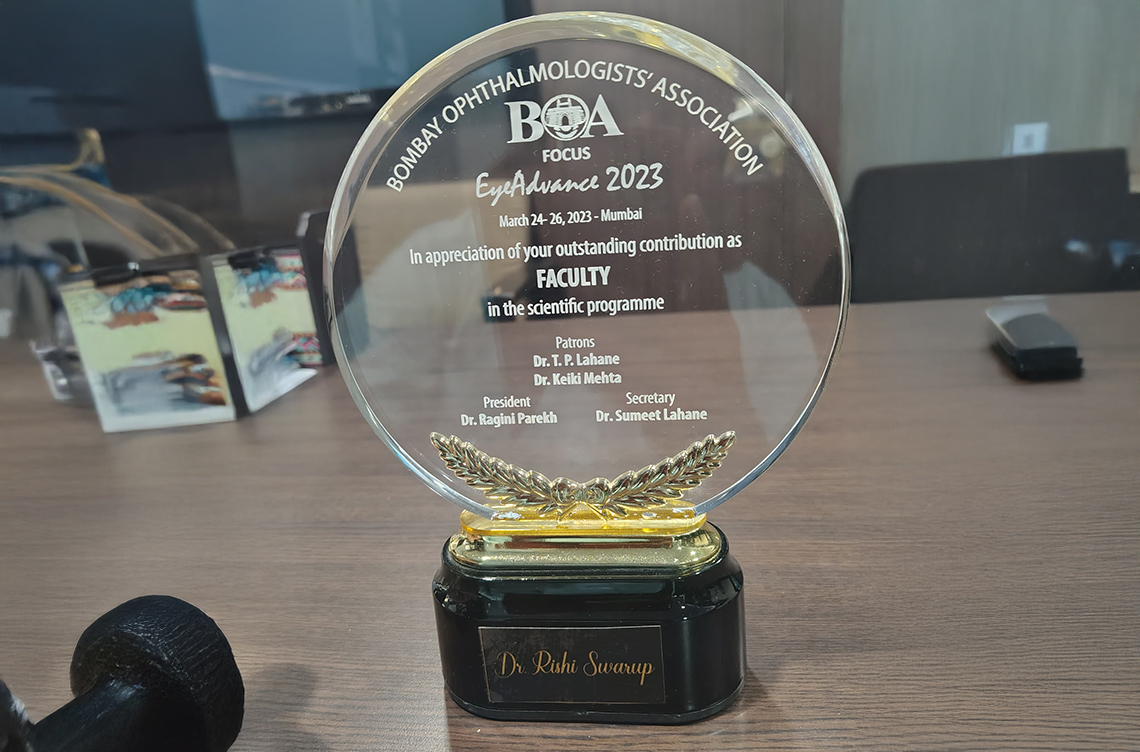 BOMBAY OPHTHALMOLOGISTS' ASSOCIATION
BOA
FOCUS
EyeAdvance 2023
March 24- 26, 2023 - Mumbai
In appreciation of your outstanding contribution as
FACULTY
in the scientific programme
Patrons
Dr. T. P. Lahane
Dr. Keiki Mehta
President
Dr. Ragini Parekh
Secretary
Dr. Sumeet Lahane
Dr. Rishi Swarup